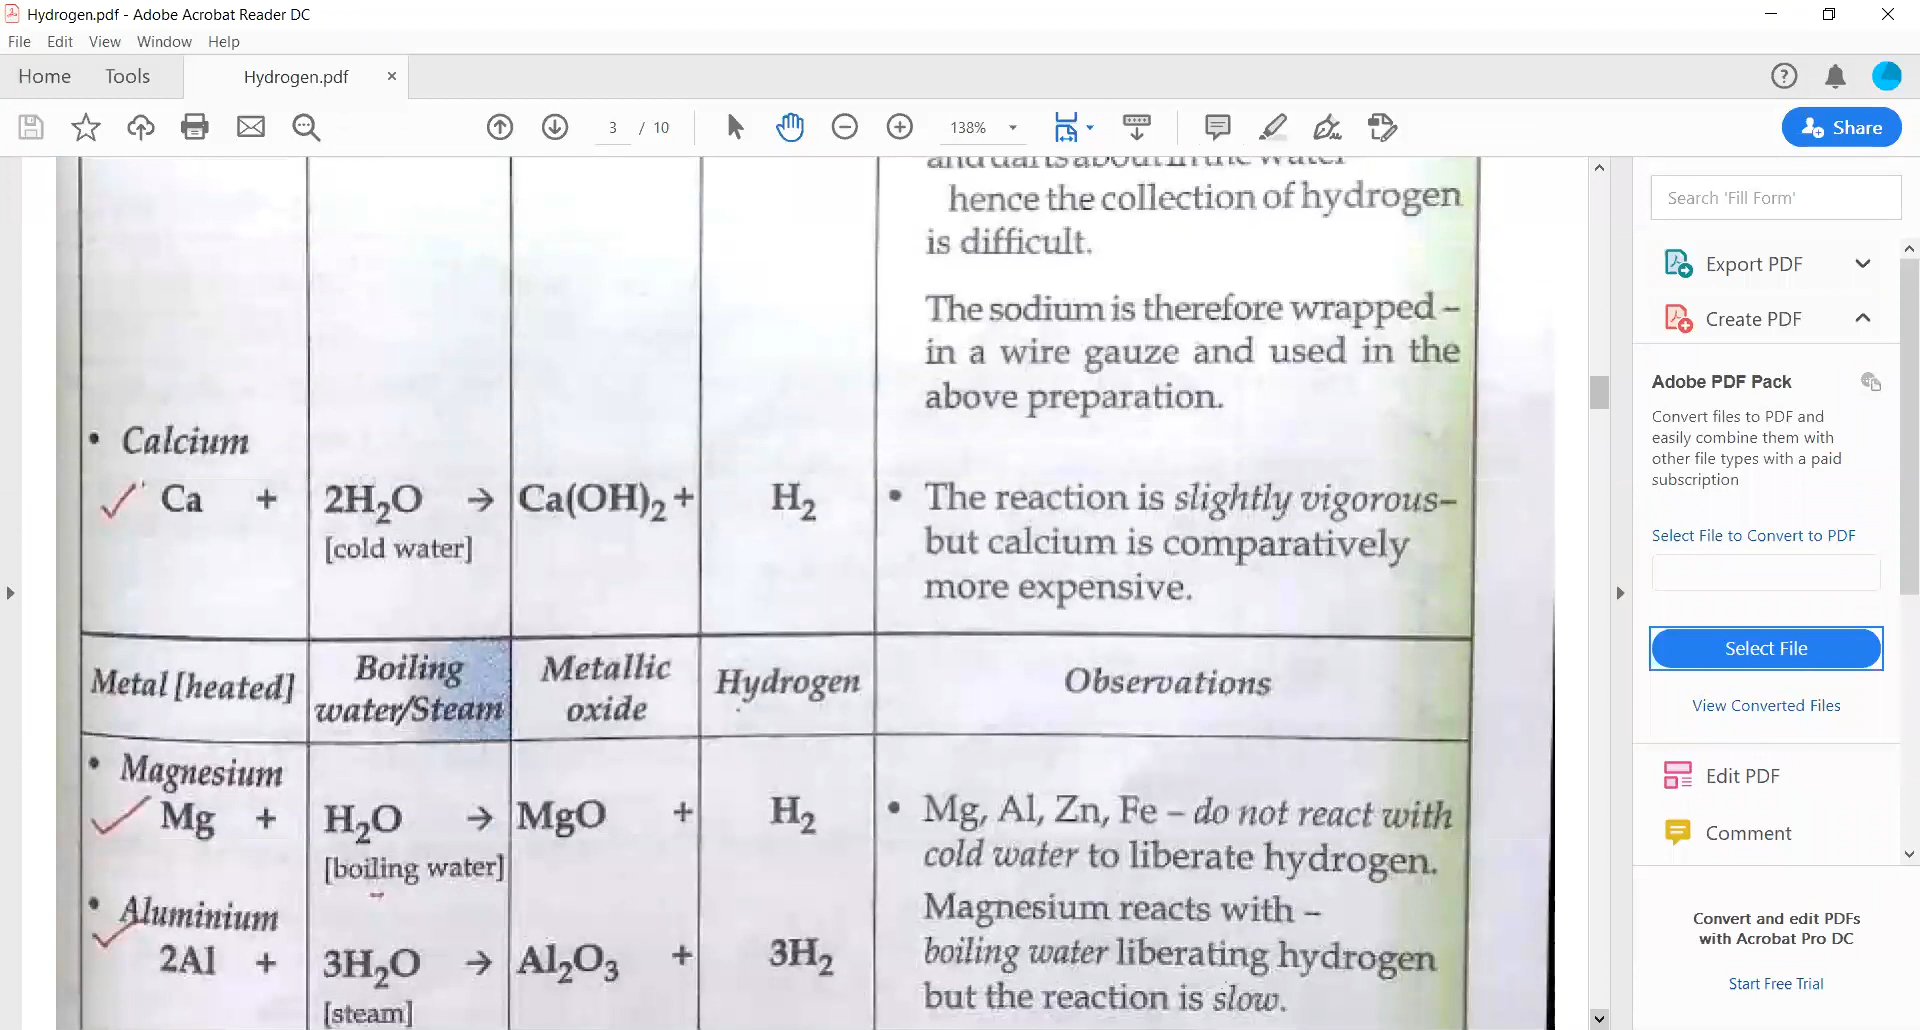 Hydrogen.pdf - Adobe Acrobat Reader DC
File Edit View Window Help
Home Tools Hydrogen.pdf ×
3 / 10 138% Share
and darts about in the water
hence the collection of hydrogen
is difficult.
The sodium is therefore wrapped –
in a wire gauze and used in the
above preparation.
• Calcium
Ca + 2H₂O → Ca(OH)₂ + H₂ • The reaction is slightly vigorous–
[cold water] but calcium is comparatively
more expensive.
Metal [heated] Boiling water/Steam Metallic oxide Hydrogen Observations
• Magnesium
Mg + H₂O → MgO + H₂ • Mg, Al, Zn, Fe – do not react with
[boiling water] cold water to liberate hydrogen.
• Aluminium Magnesium reacts with –
2Al + 3H₂O → Al₂O₃ + 3H₂ boiling water liberating hydrogen
[steam] but the reaction is slow.
Search 'Fill Form'
Export PDF
Create PDF
Adobe PDF Pack
Convert files to PDF and
easily combine them with
other file types with a paid
subscription
Select File to Convert to PDF
Select File
View Converted Files
Edit PDF
Comment
Convert and edit PDFs
with Acrobat Pro DC
Start Free Trial